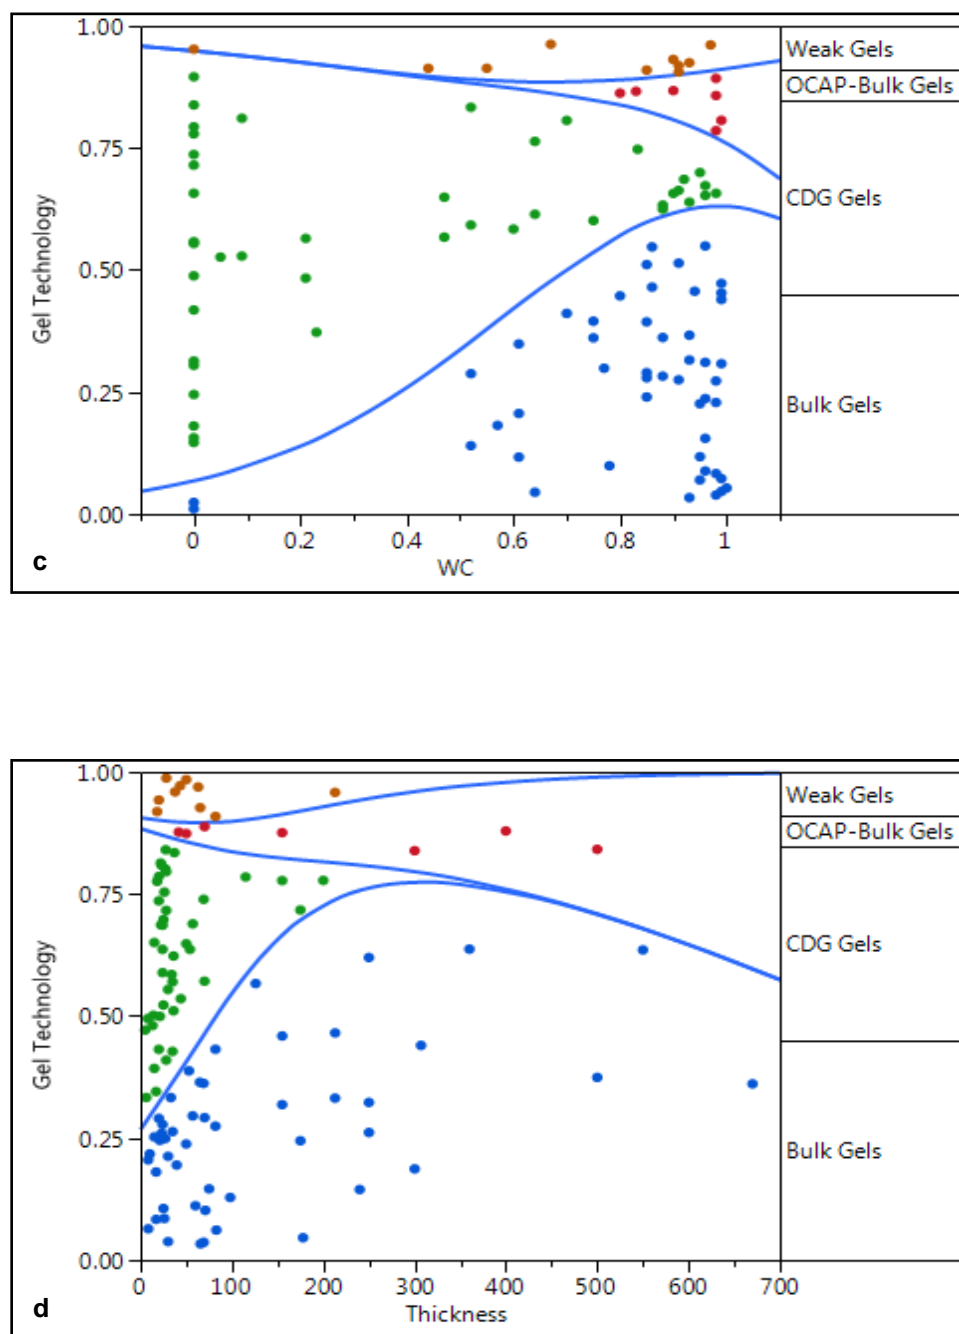 1.00
Weak Gels
OCAP-Bulk Gels
0.75
CDG Gels
Gel Technology
0.50
0.25
Bulk Gels
0.00
0 0.2 0.4 0.6 0.8 1
WC
c
1.00
Weak Gels
OCAP-Bulk Gels
0.75
CDG Gels
Gel Technology
0.50
0.25
Bulk Gels
0.00
0 100 200 300 400 500 600 700
Thickness
d